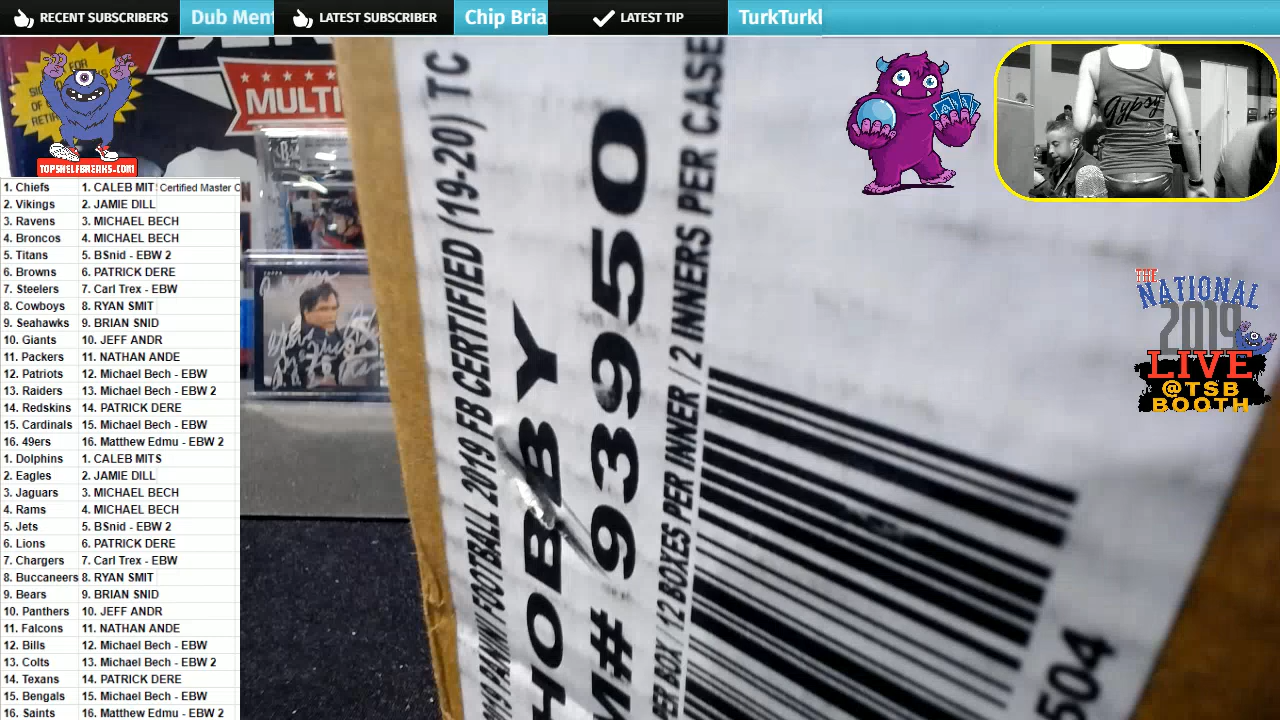 RECENT SUBSCRIBERS
Dub Ment
LATEST SUBSCRIBER
Chip Bria
LATEST TIP
TurkTurkl
MULTI
TOPSHELFBREAKS.COM
1. Chiefs 1. CALEB MIT Certified Master C
2. Vikings 2. JAMIE DILL
3. Ravens 3. MICHAEL BECH
4. Broncos 4. MICHAEL BECH
5. Titans 5. BSnid - EBW 2
6. Browns 6. PATRICK DERE
7. Steelers 7. Carl Trex - EBW
8. Cowboys 8. RYAN SMIT
9. Seahawks 9. BRIAN SNID
10. Giants 10. JEFF ANDR
11. Packers 11. NATHAN ANDE
12. Patriots 12. Michael Bech - EBW
13. Raiders 13. Michael Bech - EBW 2
14. Redskins 14. PATRICK DERE
15. Cardinals 15. Michael Bech - EBW
16. 49ers 16. Matthew Edmu - EBW 2
1. Dolphins 1. CALEB MITS
2. Eagles 2. JAMIE DILL
3. Jaguars 3. MICHAEL BECH
4. Rams 4. MICHAEL BECH
5. Jets 5. BSnid - EBW 2
6. Lions 6. PATRICK DERE
7. Chargers 7. Carl Trex - EBW
8. Buccaneers 8. RYAN SMIT
9. Bears 9. BRIAN SNID
10. Panthers 10. JEFF ANDR
11. Falcons 11. NATHAN ANDE
12. Bills 12. Michael Bech - EBW
13. Colts 13. Michael Bech - EBW 2
14. Texans 14. PATRICK DERE
15. Bengals 15. Michael Bech - EBW
16. Saints 16. Matthew Edmu - EBW 2
2019 PANINI FOOTBALL 2019 FB CERTIFIED (19-20) TC
HOBBY
M# 93950
PER BOX / 12 BOXES PER INNER / 2 INNERS PER CASE
504
Gypsy
THE
NATIONAL
2019
LIVE
@TSB
BOOTH